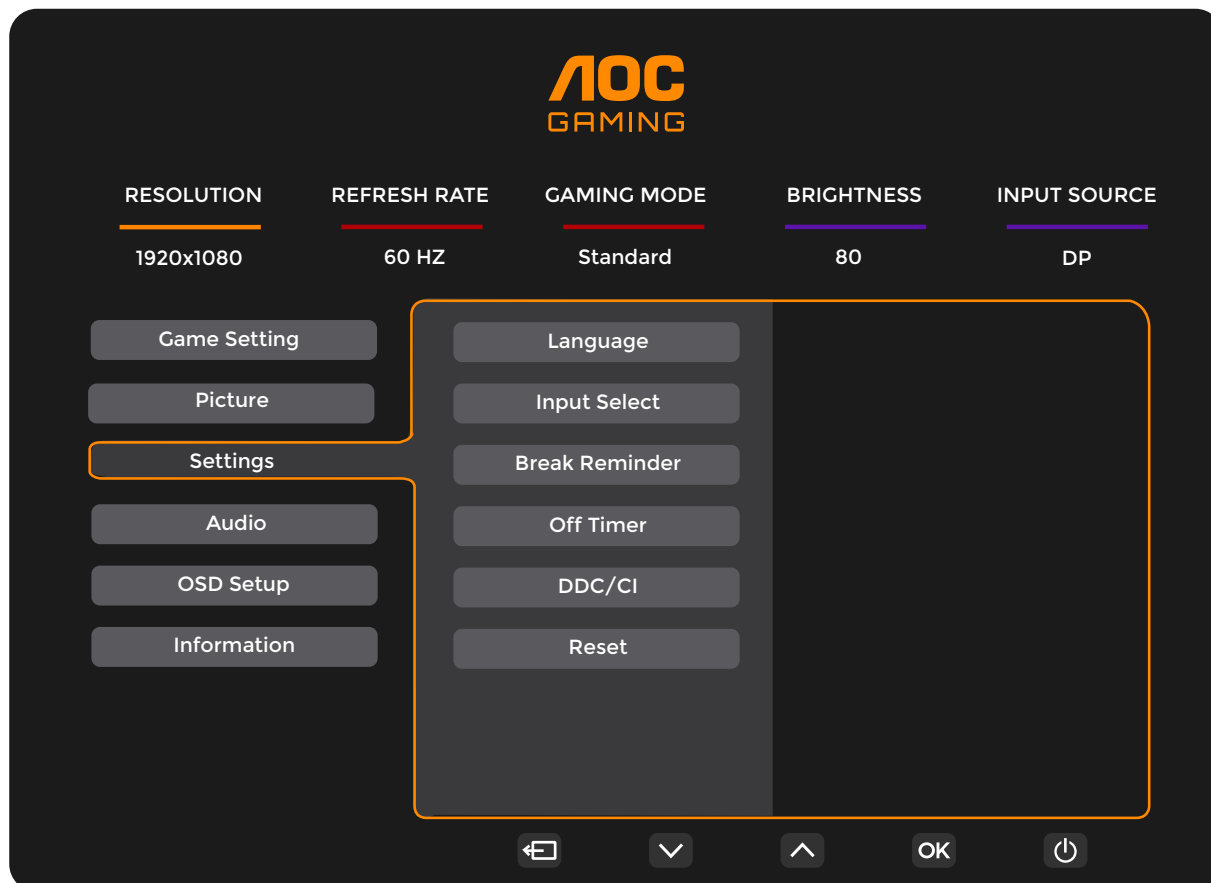 AOC
GAMING
RESOLUTION REFRESH RATE GAMING MODE BRIGHTNESS INPUT SOURCE
1920x1080 60 HZ Standard 80 DP
Game Setting
Picture
Settings
Audio
OSD Setup
Information
Language
Input Select
Break Reminder
Off Timer
DDC/CI
Reset
OK